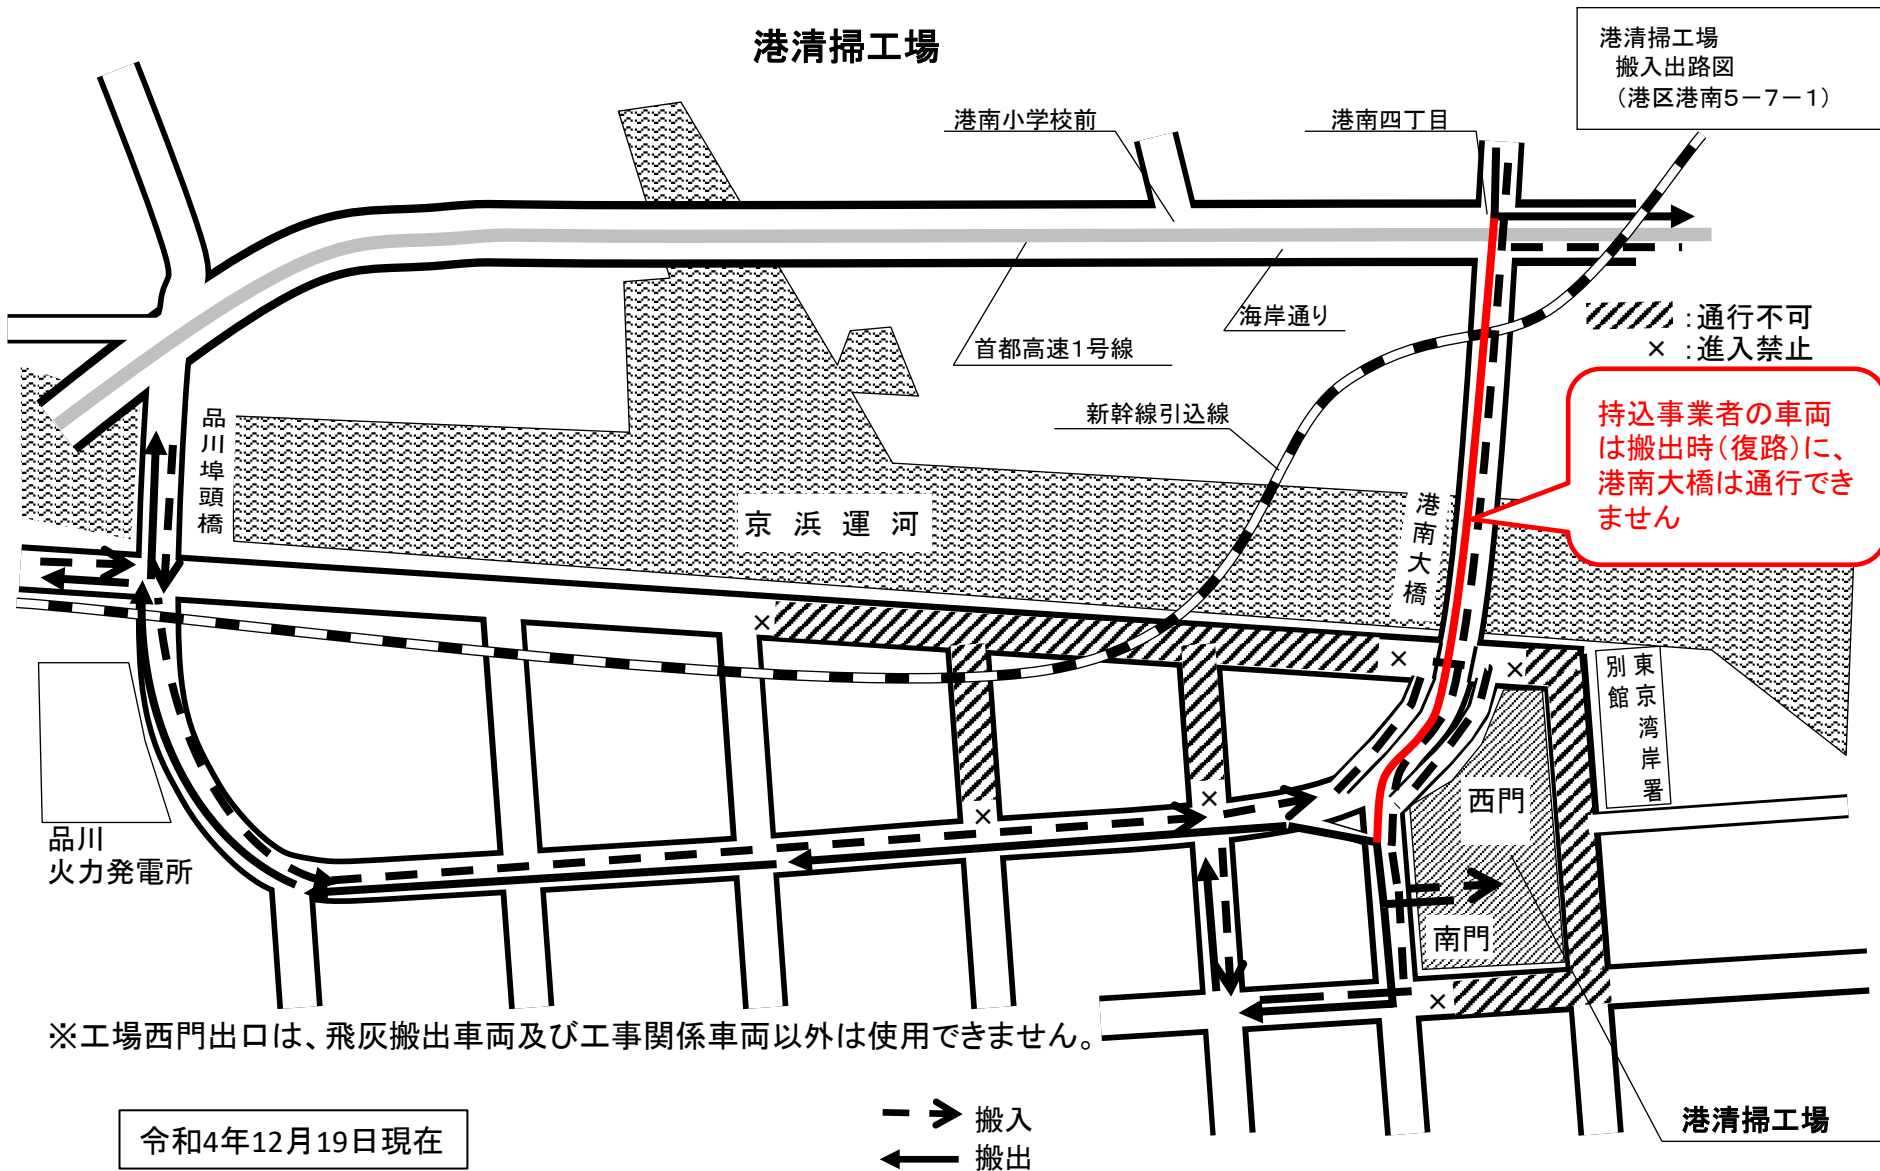 港清掃工場
港清掃工場
搬入出路図
（港区港南5－7－1）
港南小学校前
港南四丁目
：通行不可
×：進入禁止
海岸通り
首都高速1号線
新幹線引込線
持込事業者の車両
は搬出時（復路）に、
港南大橋は通行でき
ません
品川埠頭橋
京浜運河
港南大橋
×
×
×
東京湾岸署
別館
西門
×
×
品川
火力発電所
南門
×
※工場西門出口は、飛灰搬出車両及び工事関係車両以外は使用できません。
令和4年12月19日現在
搬入
搬出
港清掃工場